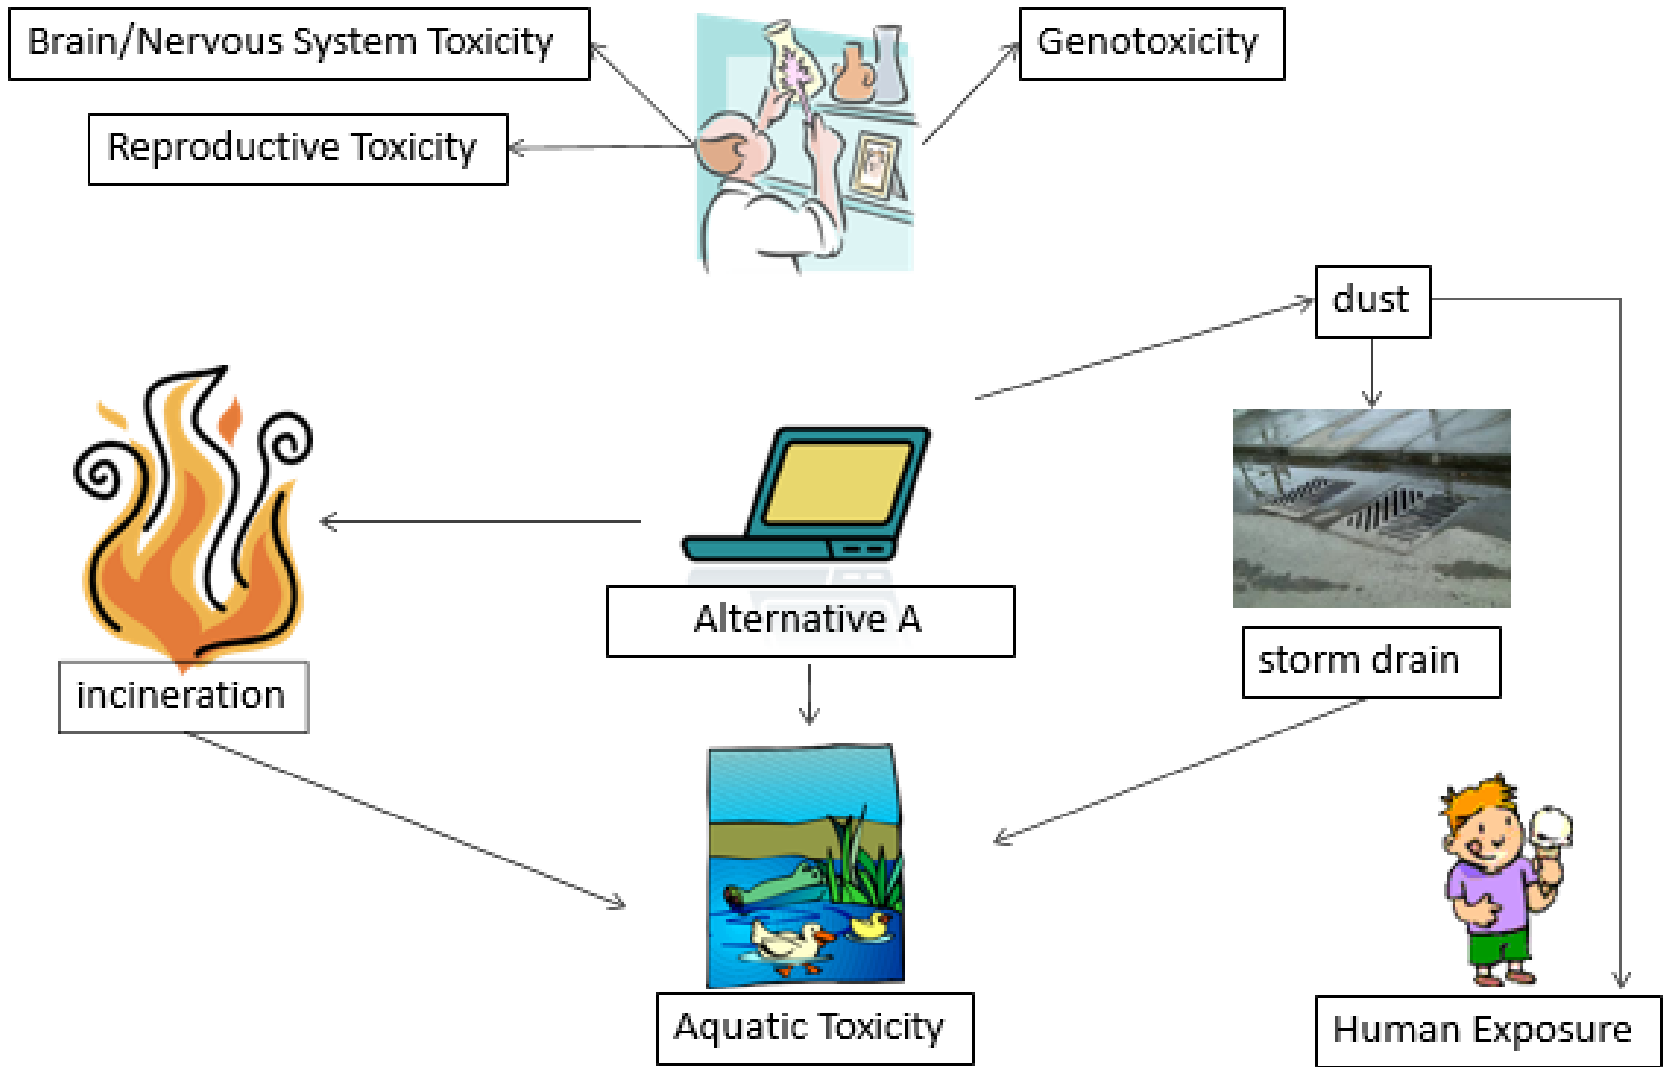 Brain/Nervous System Toxicity
Genotoxicity
Reproductive Toxicity
dust
Alternative A
storm drain
incineration
Aquatic Toxicity
Human Exposure